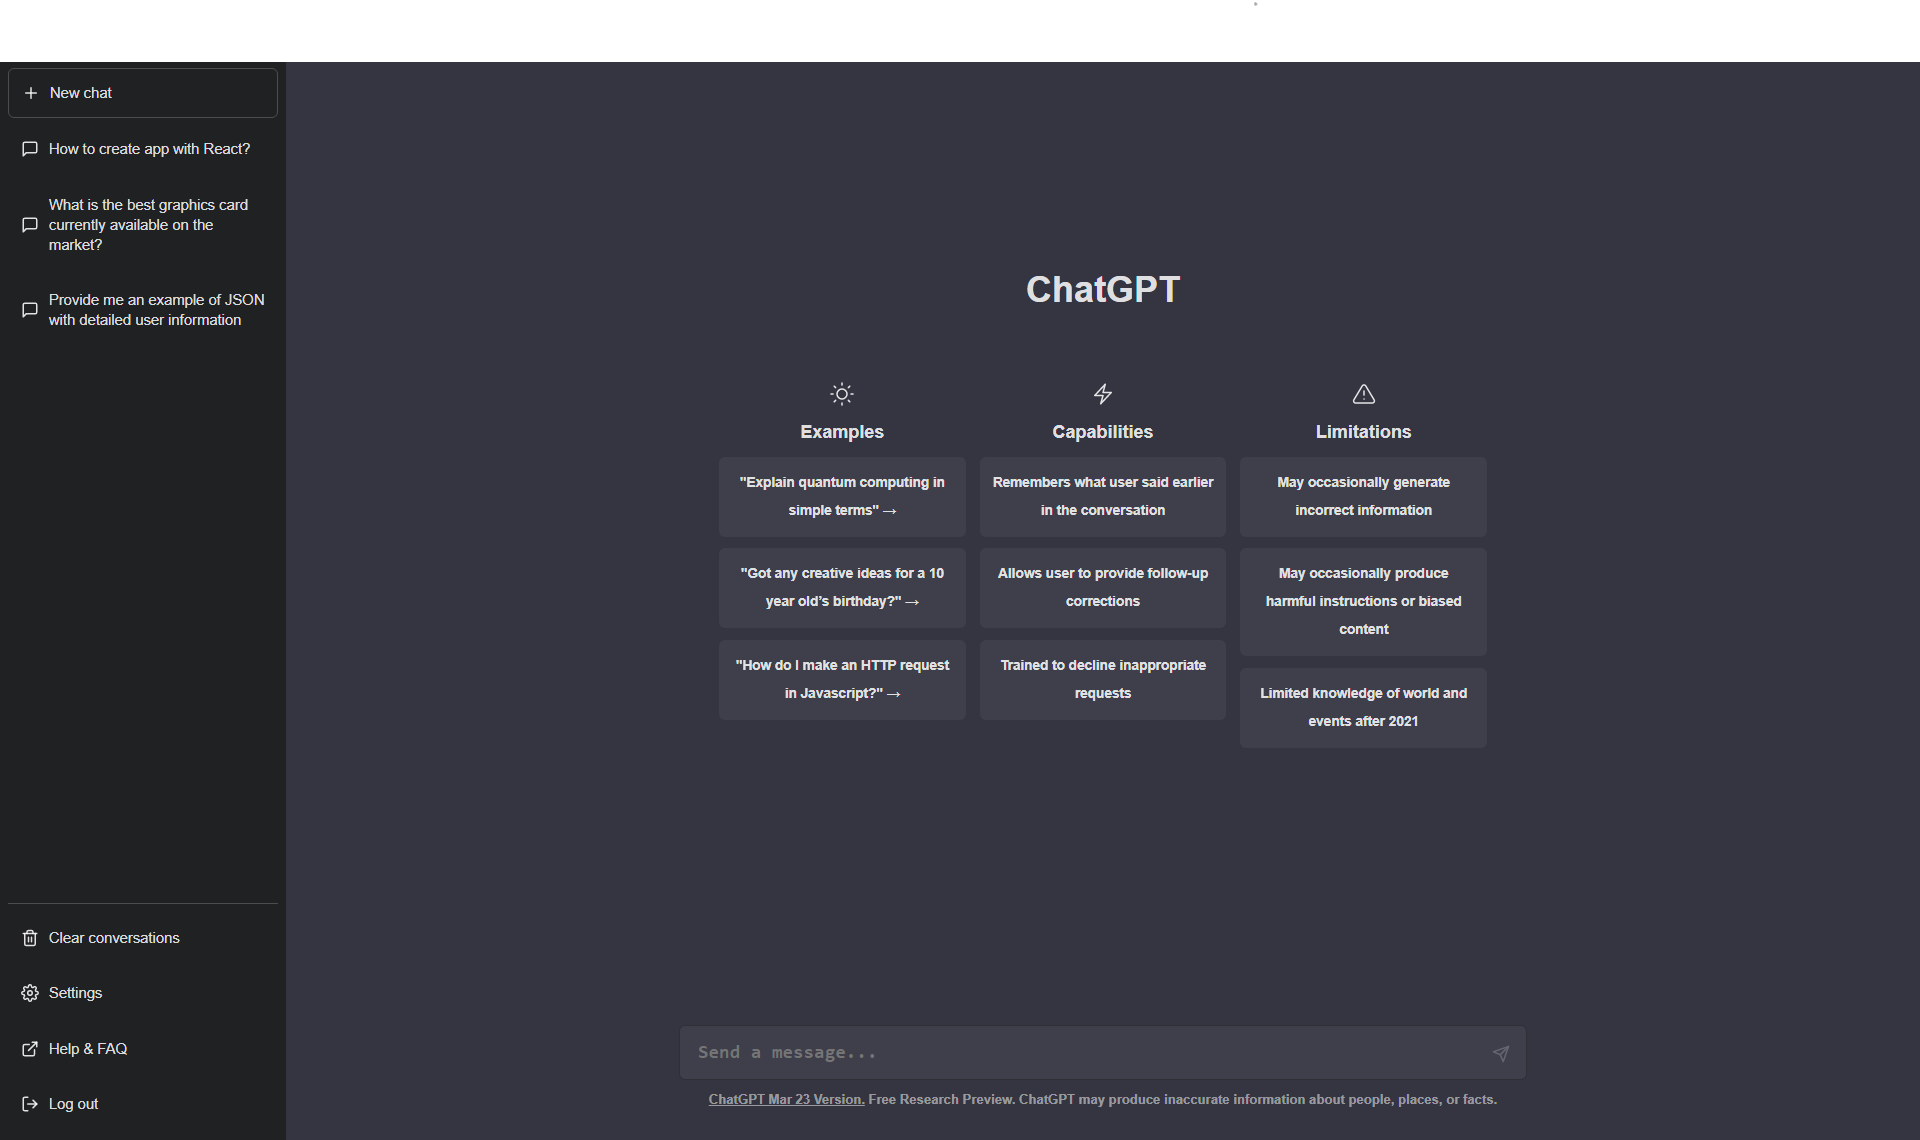 New chat
How to create app with React?
What is the best graphics card
currently available on the
market?
Provide me an example of JSON
with detailed user information
Clear conversations
Settings
Help & FAQ
Log out
ChatGPT
Examples
"Explain quantum computing in
simple terms" →
"Got any creative ideas for a 10
year old’s birthday?" →
"How do I make an HTTP request
in Javascript?" →
Capabilities
Remembers what user said earlier
in the conversation
Allows user to provide follow-up
corrections
Trained to decline inappropriate
requests
Limitations
May occasionally generate
incorrect information
May occasionally produce
harmful instructions or biased
content
Limited knowledge of world and
events after 2021
Send a message...
ChatGPT Mar 23 Version. Free Research Preview. ChatGPT may produce inaccurate information about people, places, or facts.